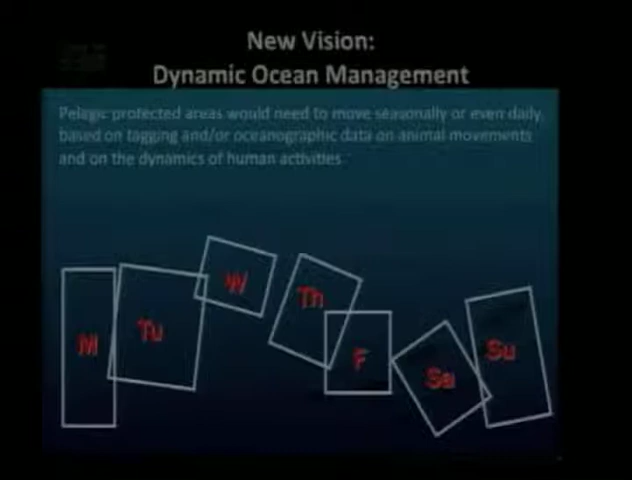 New Vision:
Dynamic Ocean Management
Pelagic protected areas would need to move seasonally or even daily
based on tagging and/or oceanographic data on animal movements
and on the dynamics of human activities.
M
Tu
W
Th
F
Sa
Su